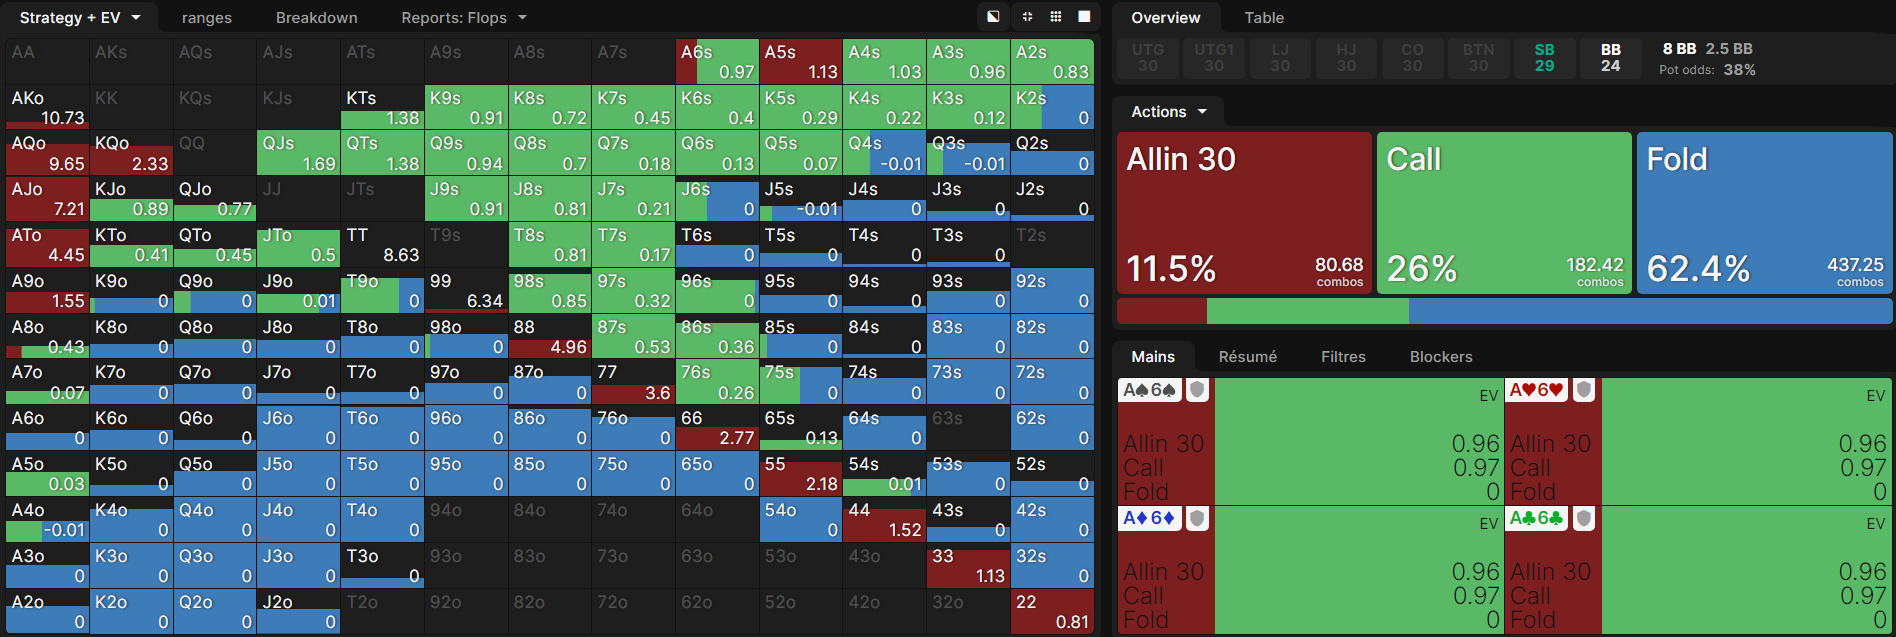 Strategy + EV ranges Breakdown Reports: Flops
AA AKs AQs AJs ATs A9s A8s A7s A6s 0.97 A5s 1.13 A4s 1.03 A3s 0.96 A2s 0.83
AKo 10.73 KK KQs KJs KTs 1.38 K9s 0.91 K8s 0.72 K7s 0.45 K6s 0.4 K5s 0.29 K4s 0.22 K3s 0.12 K2s 0
AQo 9.65 KQo 2.33 QQ QJs 1.69 QTs 1.38 Q9s 0.94 Q8s 0.7 Q7s 0.18 Q6s 0.13 Q5s 0.07 Q4s -0.01 Q3s -0.01 Q2s 0
AJo 7.21 KJo 0.89 QJo 0.77 JJ JTs J9s 0.91 J8s 0.81 J7s 0.21 J6s 0 J5s -0.01 J4s 0 J3s 0 J2s 0
ATo 4.45 KTo 0.41 QTo 0.45 JTo 0.5 TT 8.63 T9s T8s 0.81 T7s 0.17 T6s 0 T5s 0 T4s 0 T3s 0 T2s
A9o 1.55 K9o 0 Q9o 0 J9o 0.01 T9o 0 99 6.34 98s 0.85 97s 0.32 96s 0 95s 0 94s 0 93s 0 92s 0
A8o 0.43 K8o 0 Q8o 0 J8o 0 T8o 0 98o 0 88 4.96 87s 0.53 86s 0.36 85s 0 84s 0 83s 0 82s 0
A7o 0.07 K7o 0 Q7o 0 J7o 0 T7o 0 97o 0 87o 0 77 3.6 76s 0.26 75s 0 74s 0 73s 0 72s 0
A6o 0 K6o 0 Q6o 0 J6o 0 T6o 0 96o 0 86o 0 76o 0 66 2.77 65s 0.13 64s 0 63s 62s 0
A5o 0.03 K5o 0 Q5o 0 J5o 0 T5o 0 95o 0 85o 0 75o 0 65o 0 55 2.18 54s 0.01 53s 0 52s 0
A4o -0.01 K4o 0 Q4o 0 J4o 0 T4o 0 94o 84o 74o 64o 54o 0 44 1.52 43s 0 42s 0
A3o 0 K3o 0 Q3o 0 J3o 0 T3o 0 93o 83o 73o 63o 53o 43o 33 1.13 32s 0
A2o 0 K2o 0 Q2o 0 J2o 0 T2o 92o 82o 72o 62o 52o 42o 32o 22 0.81
Overview Table
UTG UTG1 LJ HJ CO BTN SB BB 8 BB 2.5 BB
30 30 30 30 30 30 29 24 Pot odds: 38%
Actions
Allin 30 Call Fold
11.5% 80.68 combos 26% 182.42 combos 62.4% 437.25 combos
Mains Résumé Filtres Blockers
A♠6♠ EV A♥6♥ EV
Allin 30 0.96 Allin 30 0.96
Call 0.97 Call 0.97
Fold 0 Fold 0
A♦6♦ EV A♣6♣ EV
Allin 30 0.96 Allin 30 0.96
Call 0.97 Call 0.97
Fold 0 Fold 0